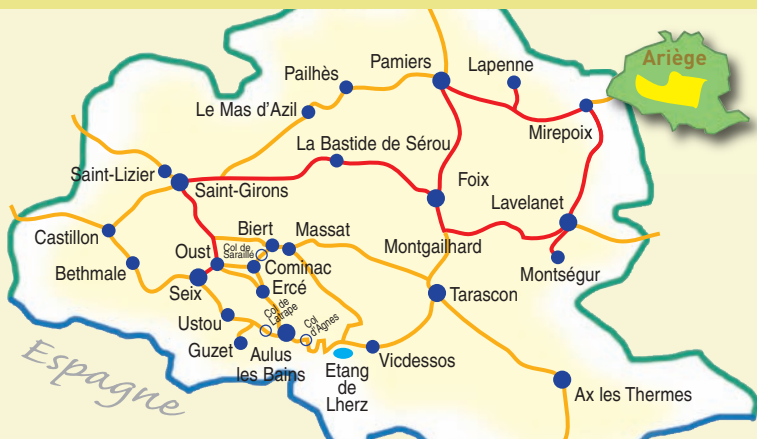 Pamiers
Lapenne
Ariège
Pailhès
Le Mas d'Azil
Mirepoix
La Bastide de Sérou
Saint-Lizier
Saint-Girons
Foix
Lavelanet
Castillon
Oust
Col de
Saraillé
Biert
Massat
Montgailhard
Bethmale
Cominac
Montségur
Seix
Ercé
Tarascon
Ustou
Col de
Latrape
Col
d'Agnes
Guzet
Aulus
les Bains
Etang
de
Lherz
Vicdessos
Ax les Thermes
Espagne